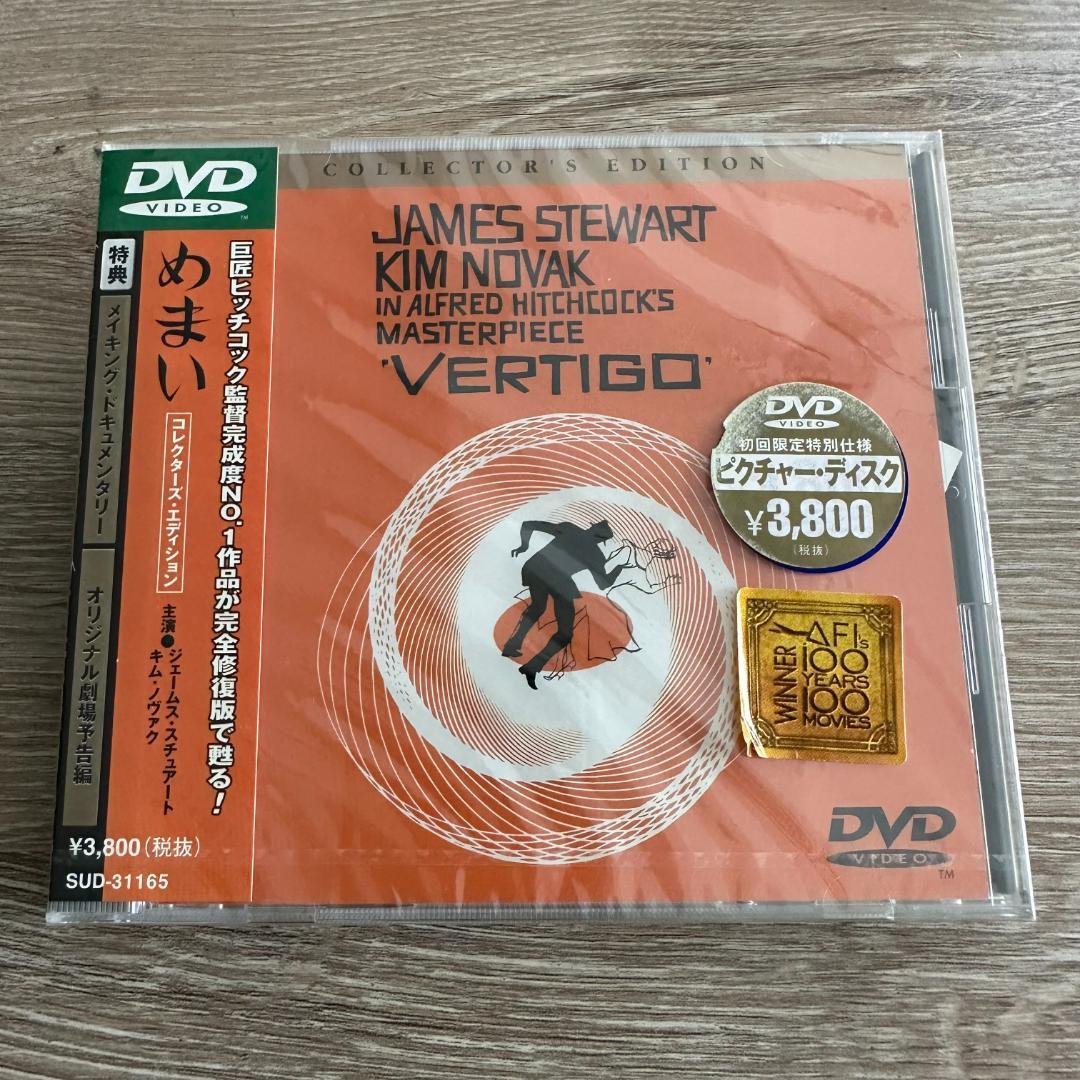 DVD
VIDEO
TM
特典
メイキング・ドキュメンタリー
オリジナル劇場予告編
めまい
コレクターズ・エディション
主演●ジェームス・スチュアート
キム・ノヴァク
巨匠ヒッチコック監督完成度NO.1作品が完全修復版で甦る!
¥3,800(税抜)
SUD-31165
COLLECTOR'S EDITION
JAMES STEWART
KIM NOVAK
IN ALFRED HITCHCOCK'S
MASTERPIECE
'VERTIGO'
DVD
VIDEO
初回限定特別仕様
ピクチャー・ディスク
¥3,800
(税抜)
WINNER
AFI's
100
YEARS
100
MOVIES
DVD
VIDEO
TM